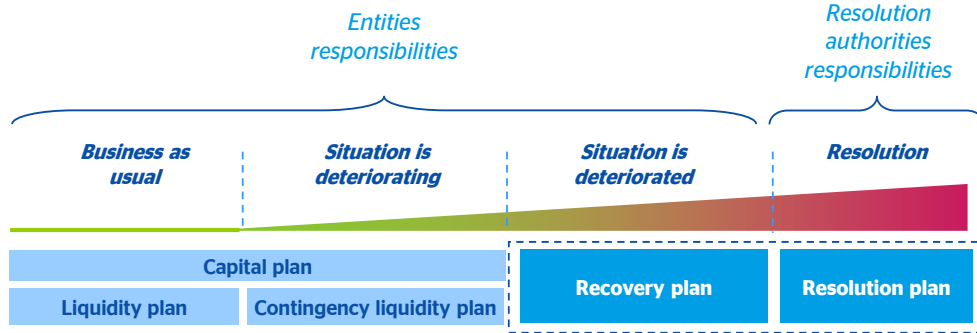 Entities
responsibilities
Resolution
authorities
responsibilities
Business as
usual
Situation is
deteriorating
Situation is
deteriorated
Resolution
Capital plan
Liquidity plan
Contingency liquidity plan
Recovery plan
Resolution plan